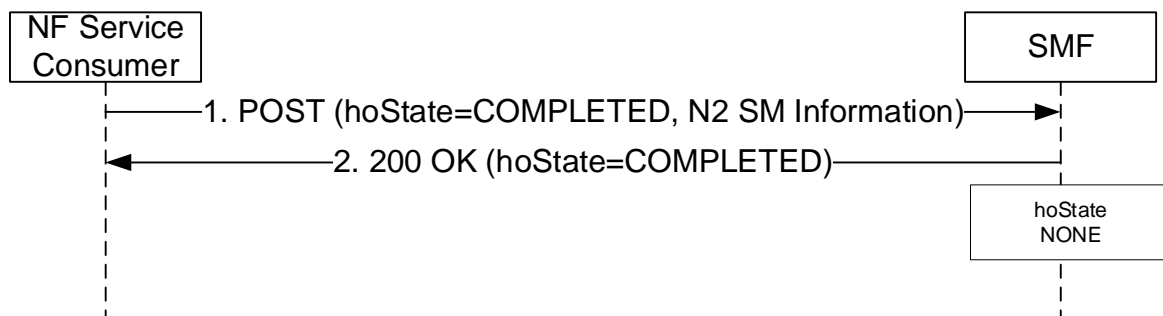 NF Service
Consumer
SMF
1. POST (hoState=COMPLETED, N2 SM Information)
2. 200 OK (hoState=COMPLETED)
hoState
NONE